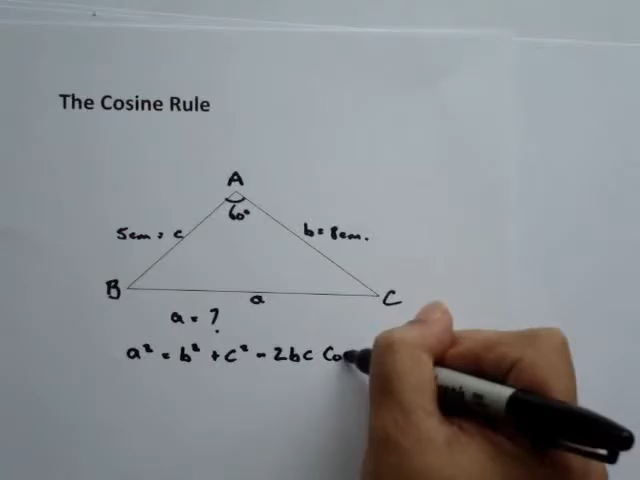 The Cosine Rule
A
60°
5cm = c
b = 8cm.
B
a
C
a = ?
a² = b² + c² - 2bc Co